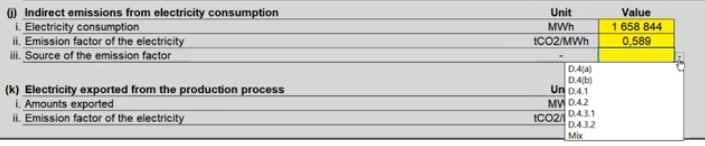 (j) Indirect emissions from electricity consumption Unit Value
i. Electricity consumption MWh 1 658 844
ii. Emission factor of the electricity tCO2/MWh 0,589
iii. Source of the emission factor -
D.4(a)
D.4(b)
(k) Electricity exported from the production process Un D.4.1
i. Amounts exported MW D.4.2
ii. Emission factor of the electricity tCO2/ D.4.3.1
D.4.3.2
Mix